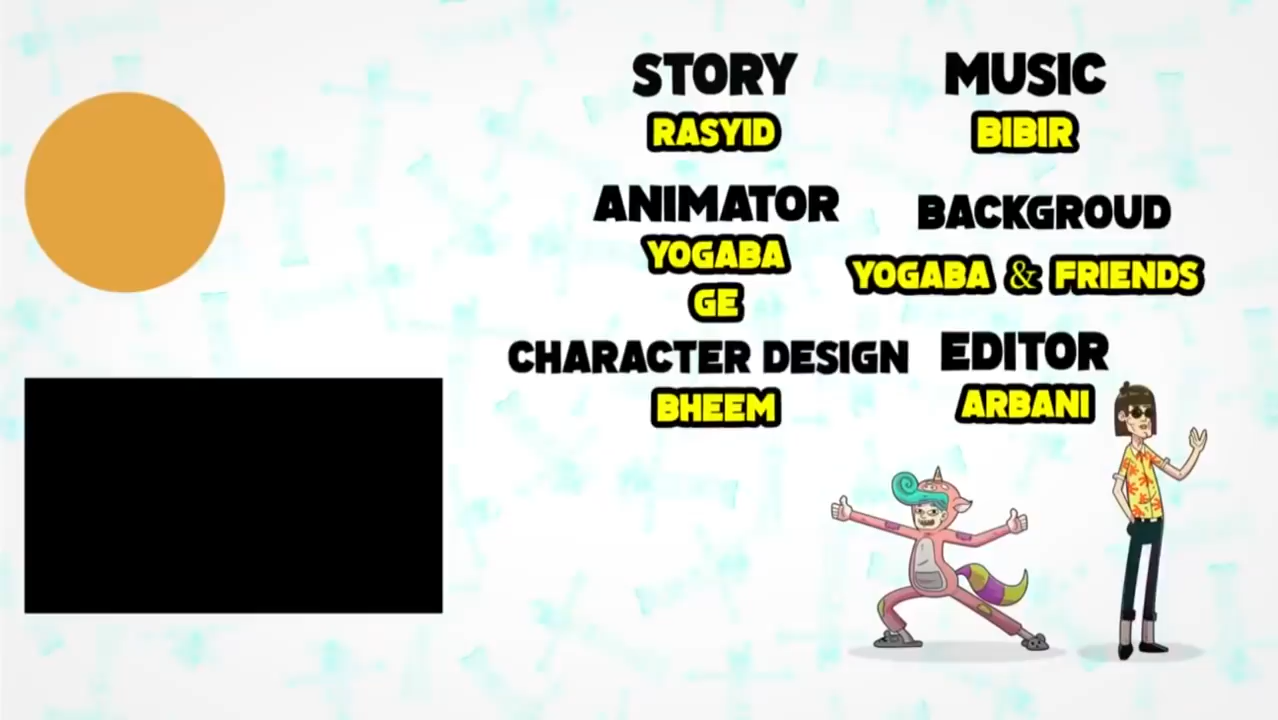 STORY
RASYID
MUSIC
BIBIR
ANIMATOR
YOGABA
GE
BACKGROUD
YOGABA & FRIENDS
CHARACTER DESIGN
BHEEM
EDITOR
ARBANI